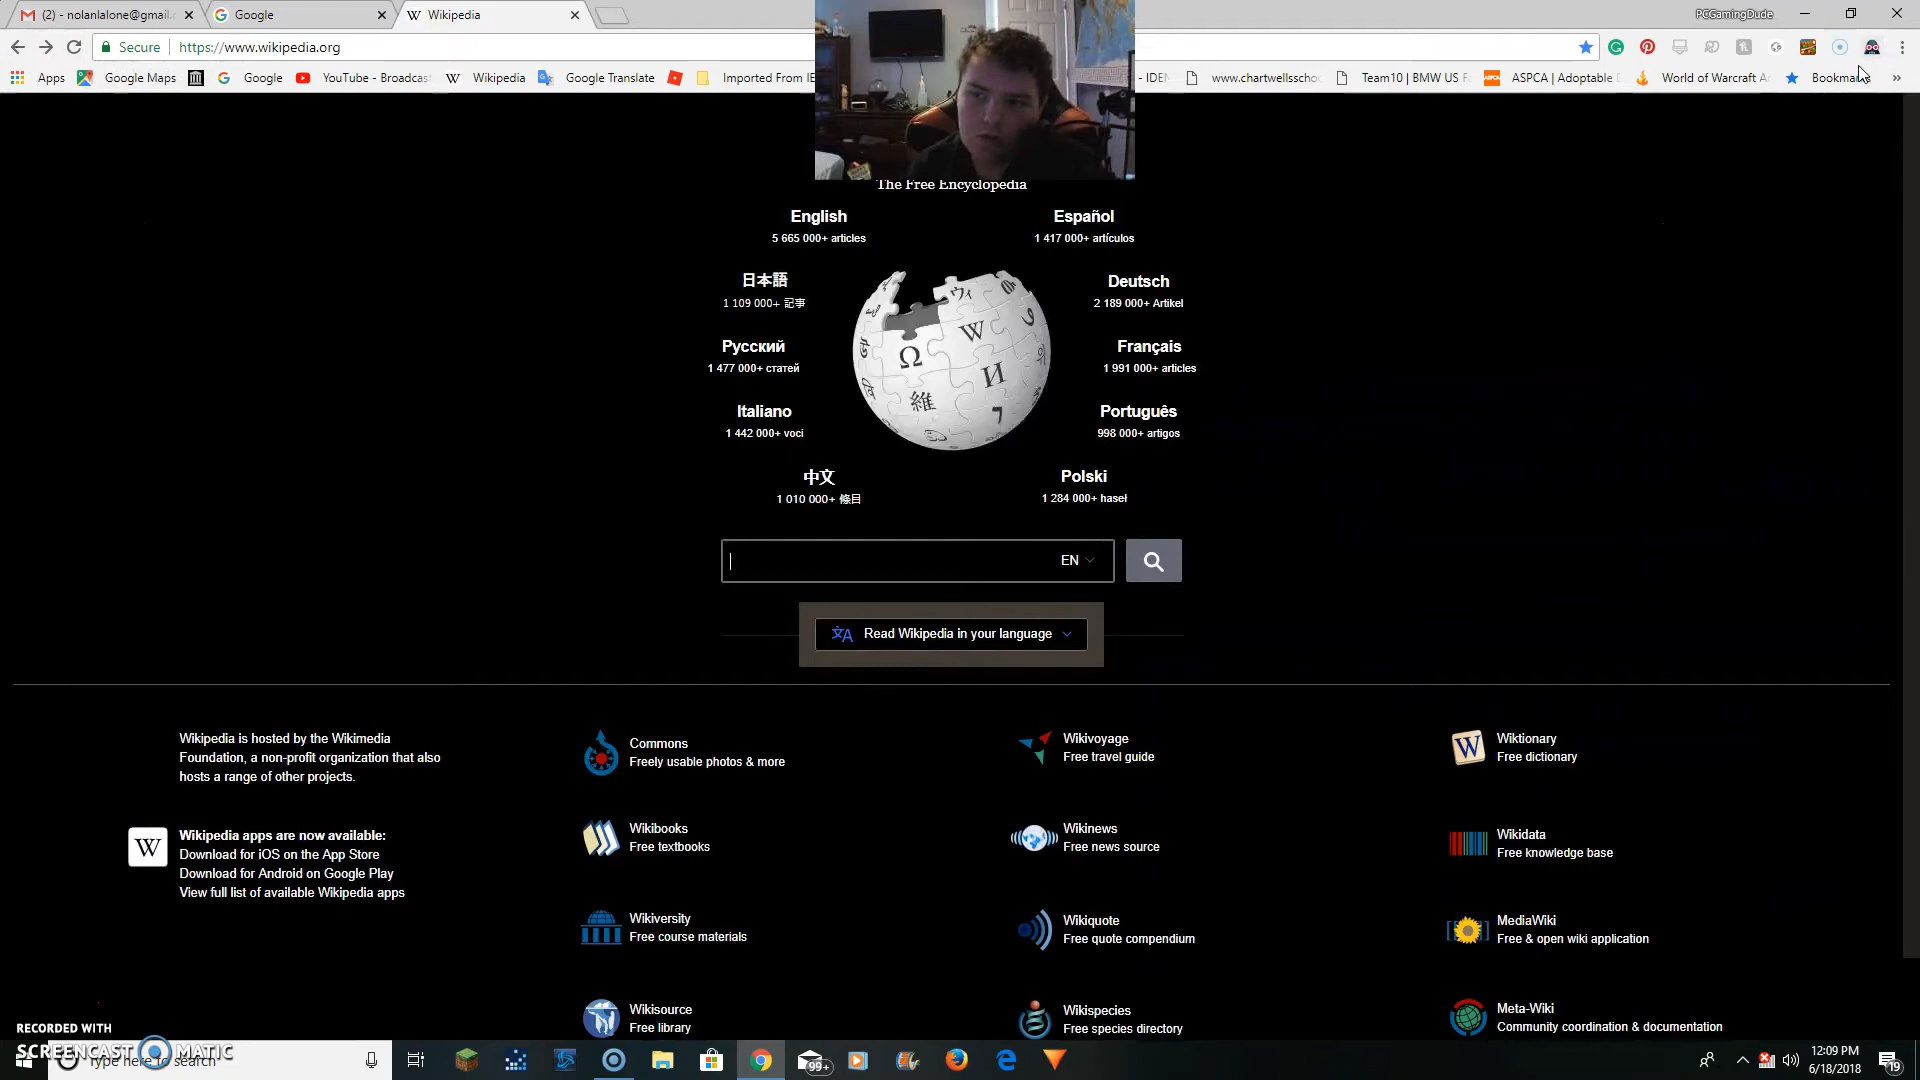 (2) - nolanlalone@gmail.c
Google
Wikipedia
PCGamingDude
Secure
https://www.wikipedia.org
Apps
Google Maps
Google
YouTube - Broadcas
Wikipedia
Google Translate
Imported From IE
- IDEN
www.chartwellsscho
Team10 | BMW US F
ASPCA | Adoptable D
World of Warcraft A
Bookmark
The Free Encyclopedia
English
5 665 000+ articles
Español
1 417 000+ artículos
日本語
1 109 000+ 記事
Deutsch
2 189 000+ Artikel
Русский
1 477 000+ статей
Français
1 991 000+ articles
Italiano
1 442 000+ voci
Português
998 000+ artigos
中文
1 010 000+ 條目
Polski
1 284 000+ haseł
EN
Read Wikipedia in your language
Wikipedia is hosted by the Wikimedia
Foundation, a non-profit organization that also
hosts a range of other projects.
Wikipedia apps are now available:
Download for iOS on the App Store
Download for Android on Google Play
View full list of available Wikipedia apps
Commons
Freely usable photos & more
Wikivoyage
Free travel guide
Wiktionary
Free dictionary
Wikibooks
Free textbooks
Wikinews
Free news source
Wikidata
Free knowledge base
Wikiversity
Free course materials
Wikiquote
Free quote compendium
MediaWiki
Free & open wiki application
Wikisource
Free library
Wikispecies
Free species directory
Meta-Wiki
Community coordination & documentation
RECORDED WITH
SCREENCAST MATIC
Type here to search
99+
12:09 PM
6/18/2018
19